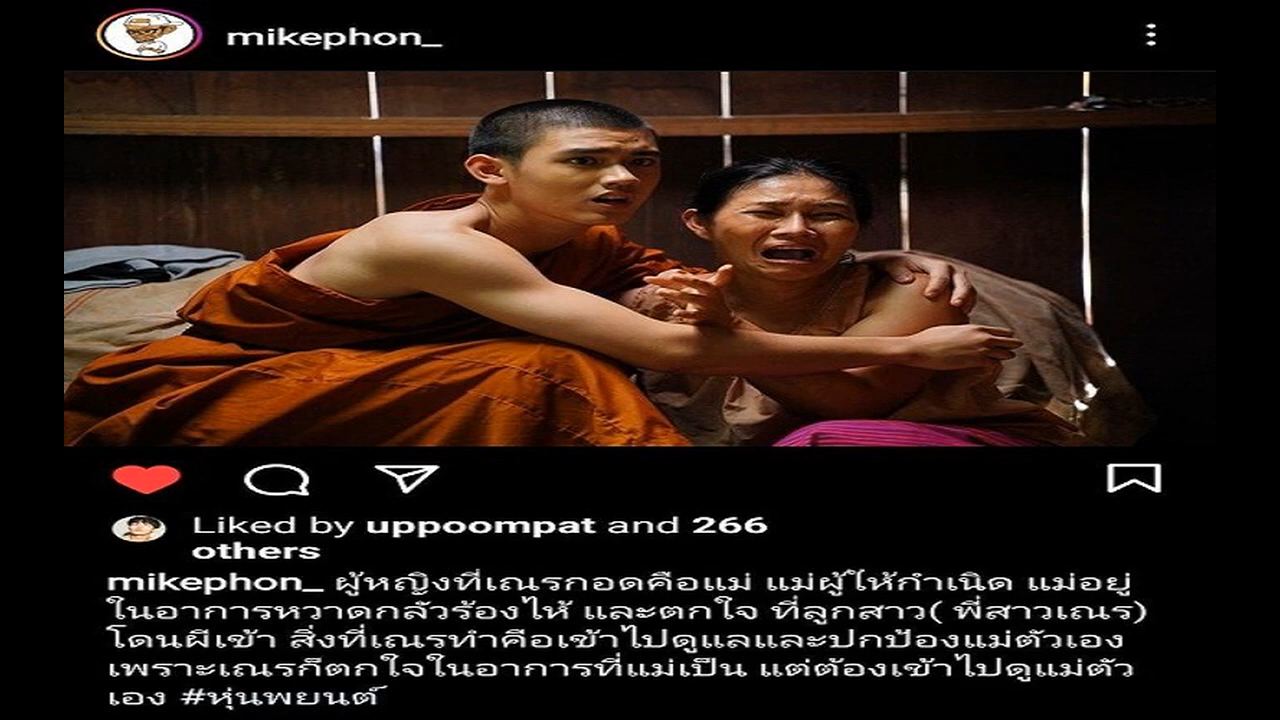 mikephon_
Liked by uppoompat and 266
others
mikephon_ ผู้หญิงที่เณรกอดคือแม่ แม่ผู้ให้กำเนิด แม่อยู่
ในอาการหวาดกลัวร้องไห้ และตกใจ ที่ลูกสาว( พี่สาวเณร)
โดนผีเข้า สิ่งที่เณรทำคือเข้าไปดูแลและปกป้องแม่ตัวเอง
เพราะเณรก็ตกใจในอาการที่แม่เป็น แต่ต้องเข้าไปดูแม่ตัว
เอง #หุ่นพยนต์